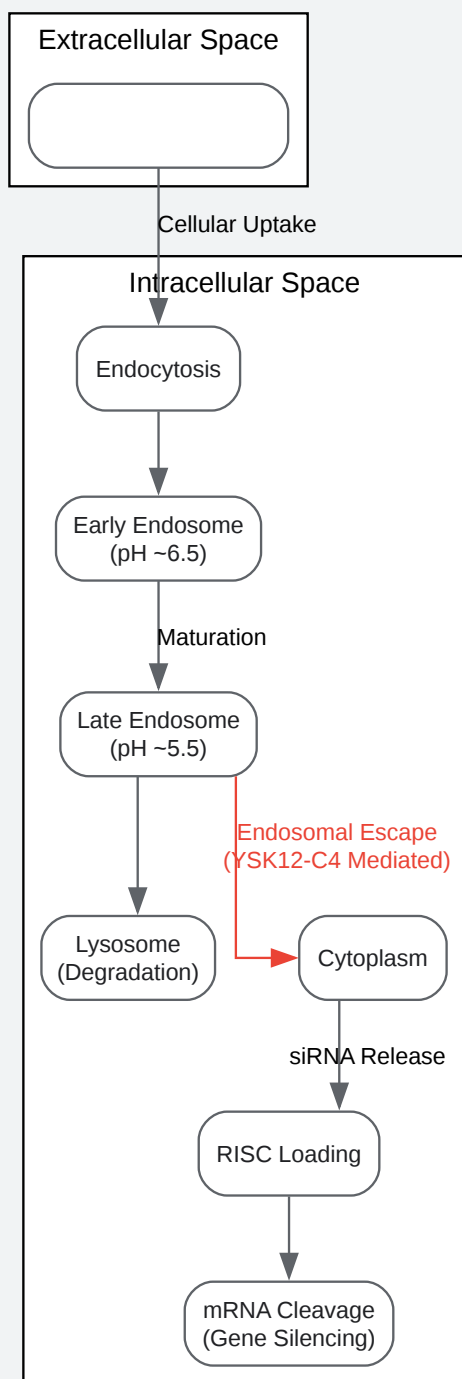 Extracellular Space
Cellular Uptake
Intracellular Space
Endocytosis
Early Endosome
(pH ~6.5)
Maturation
Late Endosome
(pH ~5.5)
Endosomal Escape
(YSK12-C4 Mediated)
Lysosome
(Degradation)
Cytoplasm
siRNA Release
RISC Loading
mRNA Cleavage
(Gene Silencing)